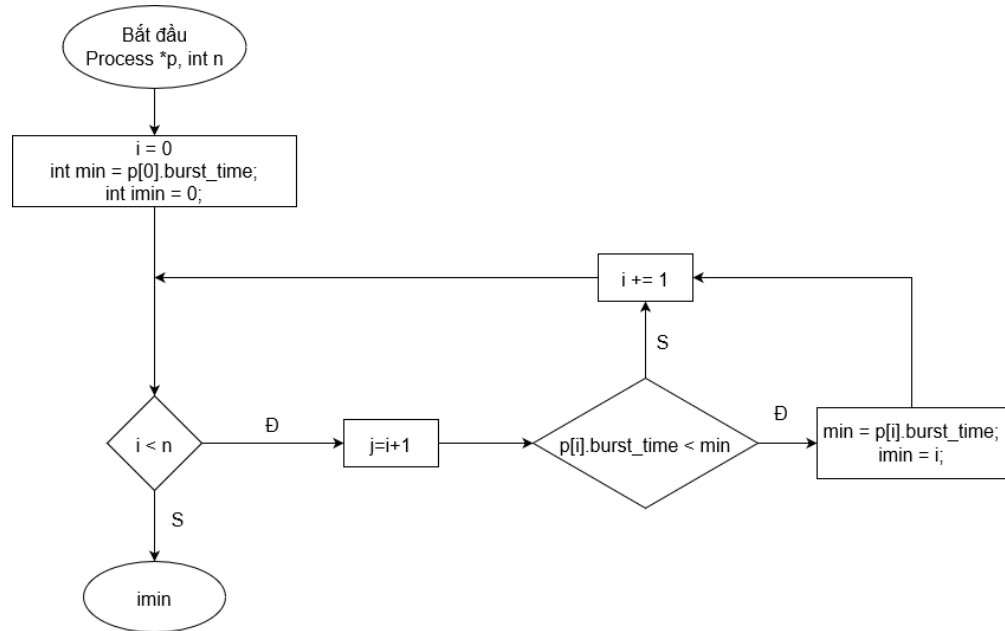 Bắt đầu
Process *p, int n
i = 0
int min = p[0].burst_time;
int imin = 0;
i += 1
S
Đ
Đ
i < n
j=i+1
p[i].burst_time < min
min = p[i].burst_time;
imin = i;
S
imin